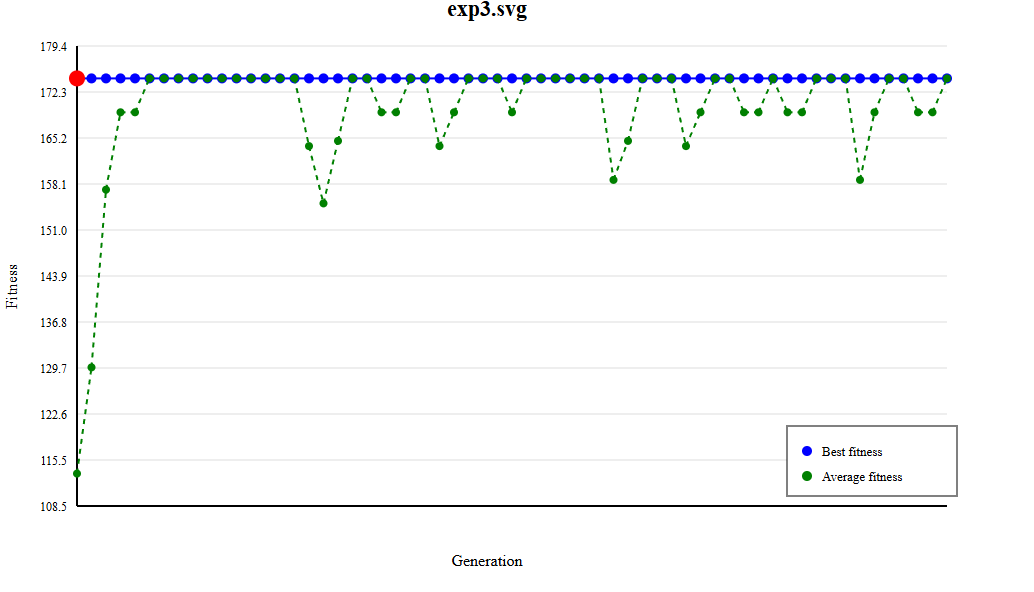 exp3.svg
179.4
172.3
165.2
158.1
151.0
143.9
136.8
129.7
122.6
115.5
108.5
Fitness
Best fitness
Average fitness
Generation